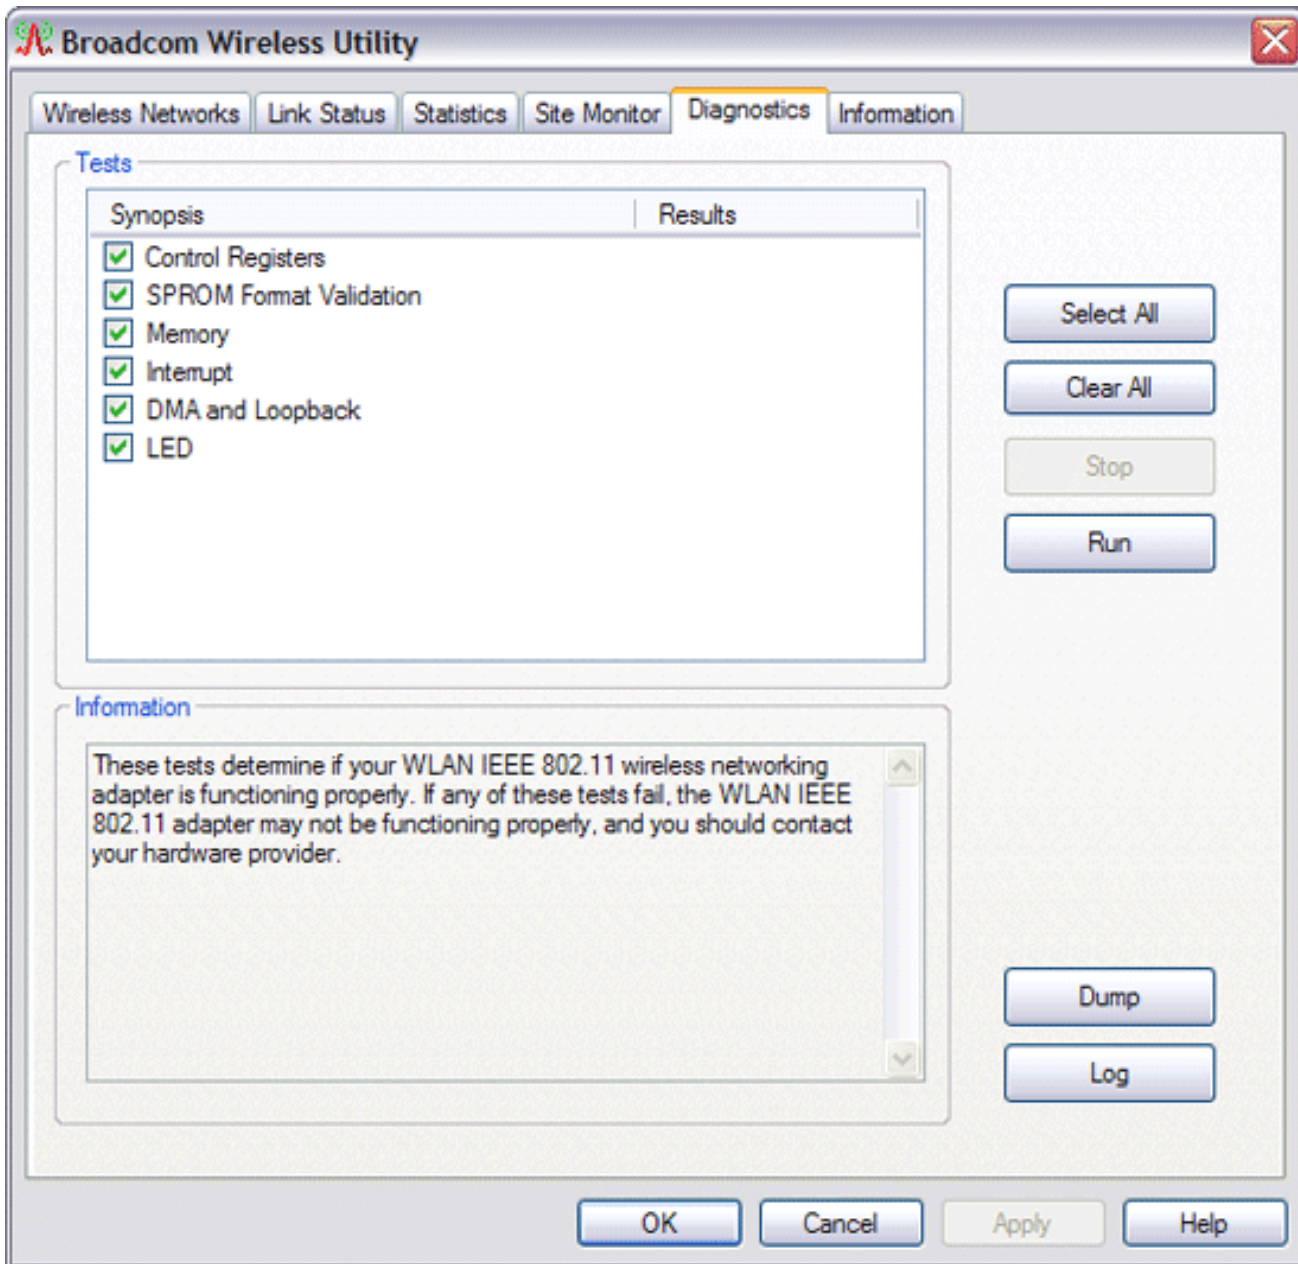 Broadcom Wireless Utility
Wireless Networks Link Status Statistics Site Monitor Diagnostics Information
Tests
Synopsis Results
Control Registers
SPROM Format Validation
Memory
Interrupt
DMA and Loopback
LED
Select All
Clear All
Stop
Run
Information
These tests determine if your WLAN IEEE 802.11 wireless networking
adapter is functioning properly. If any of these tests fail, the WLAN IEEE
802.11 adapter may not be functioning properly, and you should contact
your hardware provider.
Dump
Log
OK Cancel Apply Help